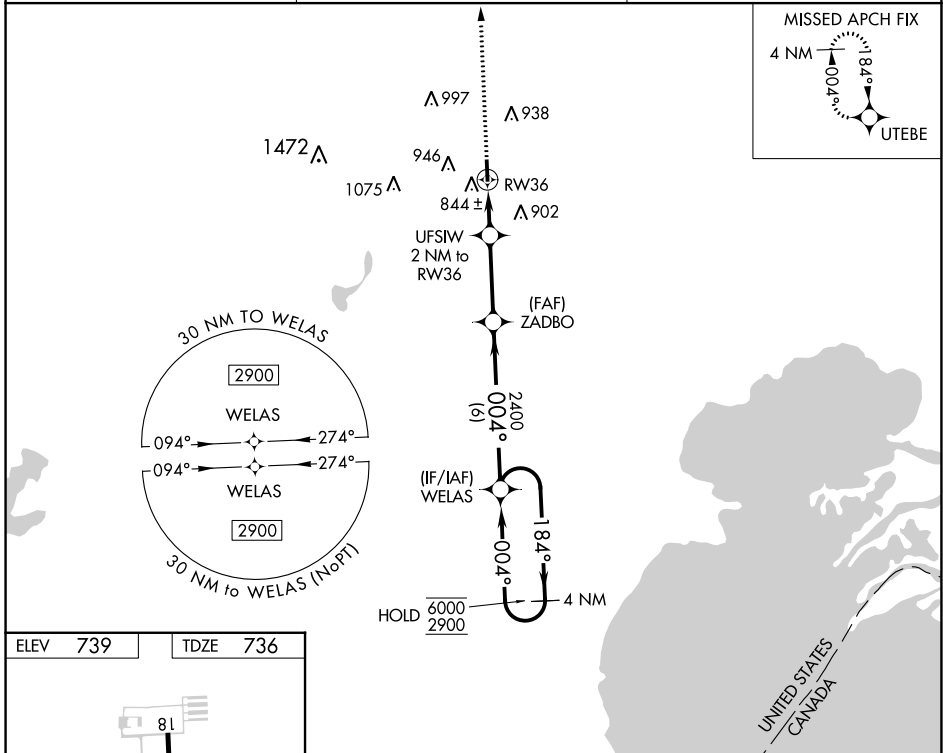 MISSED APCH FIX
4 NM
004°
184°
UTEBE
997
938
1472
946
1075
RW36
844 ±
902
UFSIW
2 NM to
RW36
(FAF)
ZADBO
30 NM TO WELAS
2900
WELAS
094°
274°
094°
274°
WELAS
2900
30 NM to WELAS (NoPT)
2400
004°
(6)
(IF/IAF)
WELAS
184°
004°
HOLD
6000
2900
4 NM
UNITED STATES
CANADA
ELEV 739
TDZE 736
18